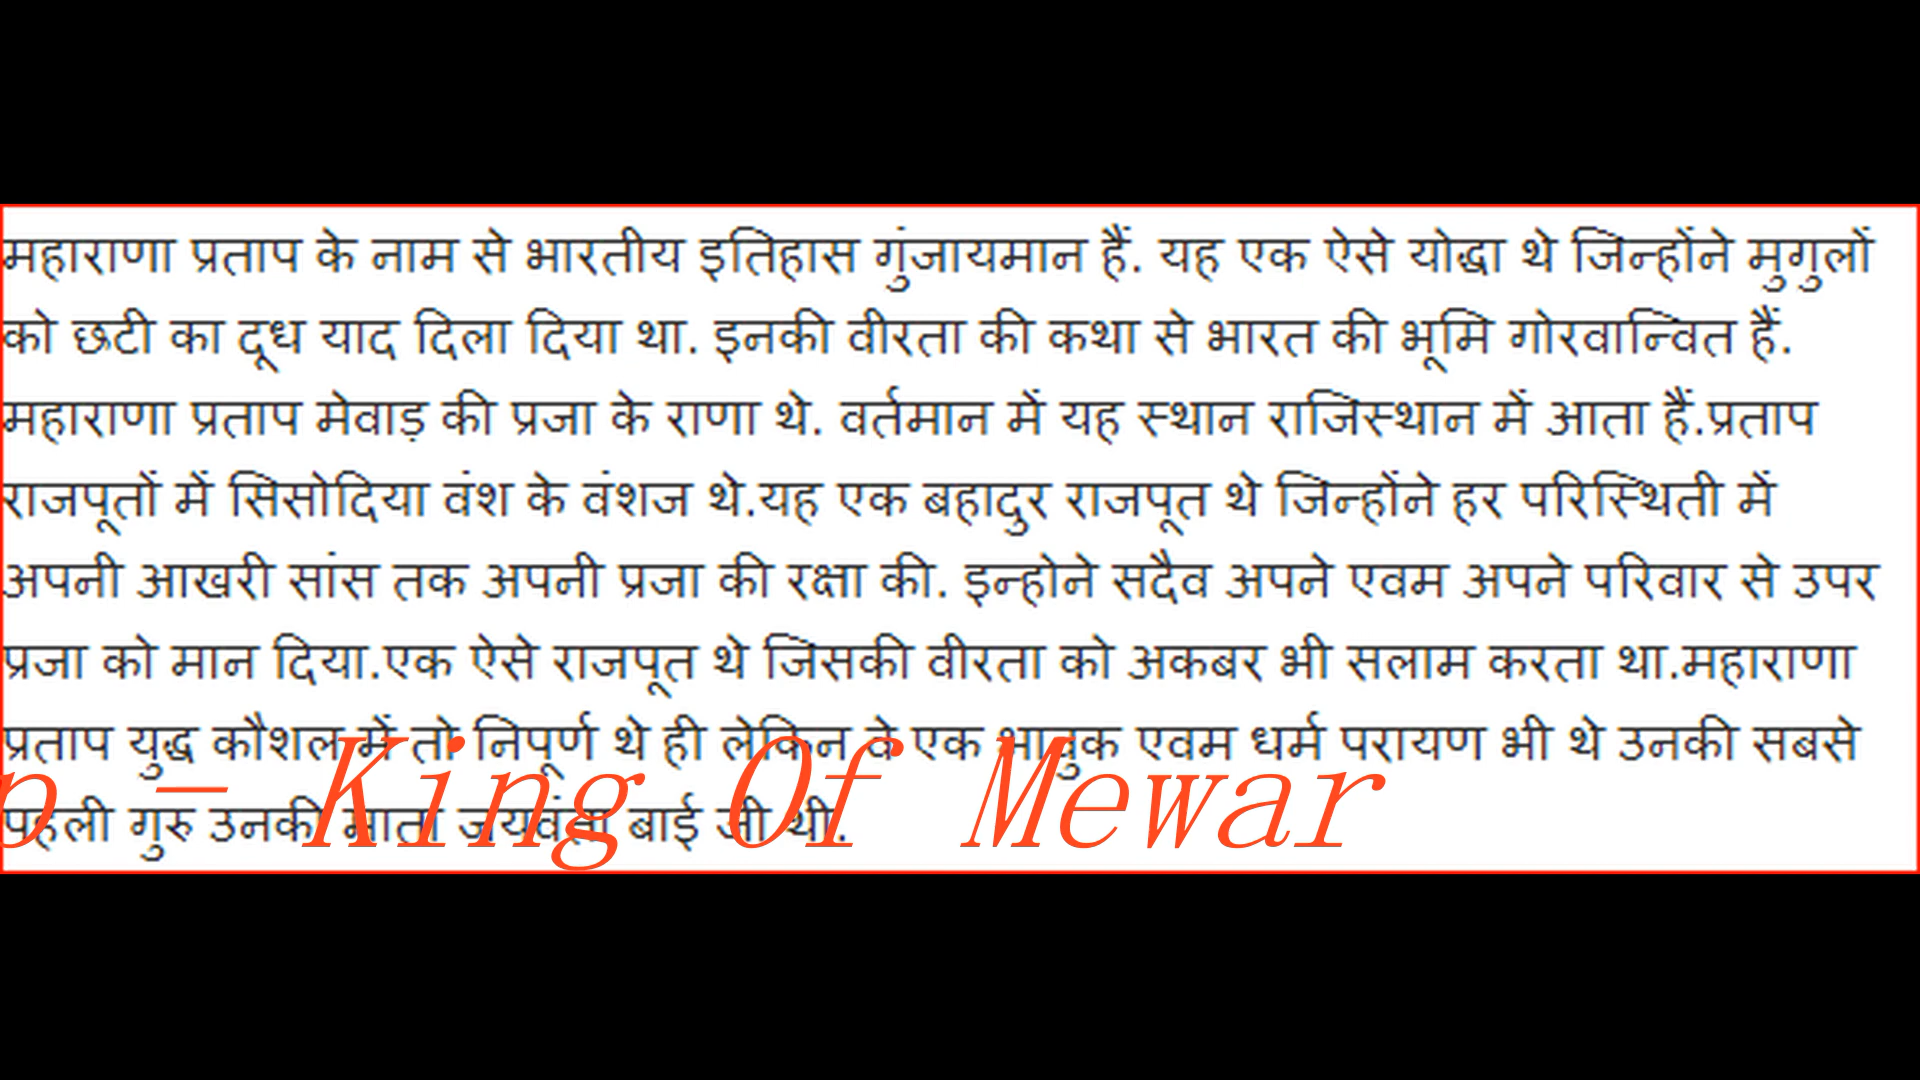 महाराणा प्रताप के नाम से भारतीय इतिहास गुंजायमान हैं. यह एक ऐसे योद्धा थे जिन्होंने मुगुलों
को छटी का दूध याद दिला दिया था. इनकी वीरता की कथा से भारत की भूमि गोरवान्वित हैं.
महाराणा प्रताप मेवाड़ की प्रजा के राणा थे. वर्तमान में यह स्थान राजिस्थान में आता हैं.प्रताप
राजपूतों में सिसोदिया वंश के वंशज थे.यह एक बहादुर राजपूत थे जिन्होंने हर परिस्थिती में
अपनी आखरी सांस तक अपनी प्रजा की रक्षा की. इन्होने सदैव अपने एवम अपने परिवार से उपर
प्रजा को मान दिया.एक ऐसे राजपूत थे जिसकी वीरता को अकबर भी सलाम करता था.महाराणा
प्रताप युद्ध कौशल में तो निपूर्ण थे ही लेकिन वे एक भावुक एवम धर्म परायण भी थे उनकी सबसे
पहली गुरु उनकी माता जयवंता बाई जी थी.
p - King Of Mewar